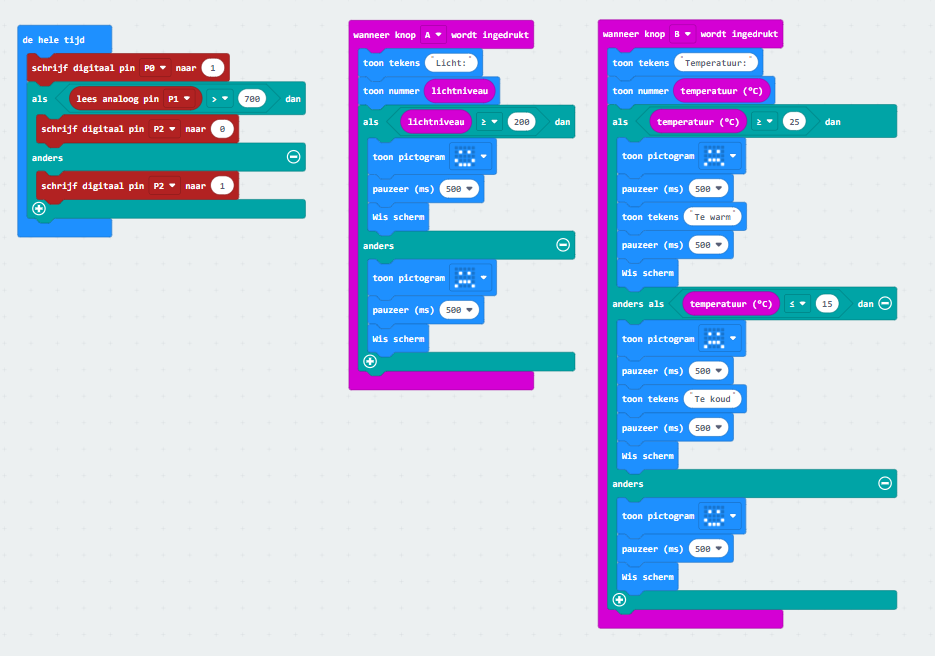 de hele tijd
schrijf digitaal pin P0 naar 1
als lees analoog pin P1 > 700 dan
schrijf digitaal pin P2 naar 0
anders
schrijf digitaal pin P2 naar 1
wanneer knop A wordt ingedrukt
toon tekens "Licht:"
toon nummer lichtniveau
als lichtniveau ≥ 200 dan
toon pictogram
pauzeer (ms) 500
Wis scherm
anders
toon pictogram
pauzeer (ms) 500
Wis scherm
wanneer knop B wordt ingedrukt
toon tekens "Temperatuur:"
toon nummer temperatuur (°C)
als temperatuur (°C) ≥ 25 dan
toon pictogram
pauzeer (ms) 500
toon tekens "Te warm"
pauzeer (ms) 500
Wis scherm
anders als temperatuur (°C) ≤ 15 dan
toon pictogram
pauzeer (ms) 500
toon tekens "Te koud"
pauzeer (ms) 500
Wis scherm
anders
toon pictogram
pauzeer (ms) 500
Wis scherm